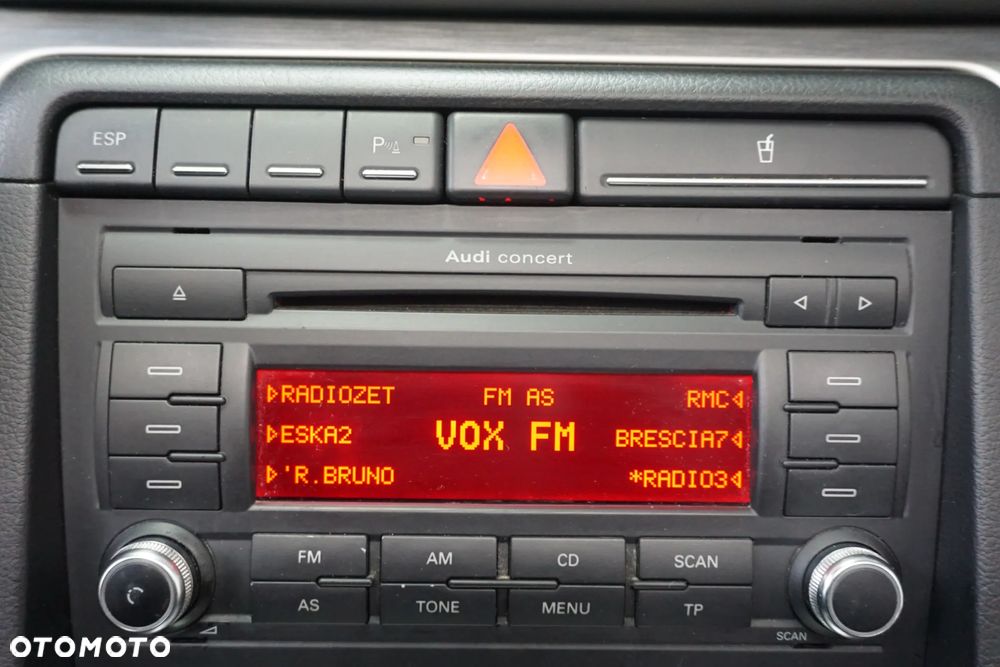 ESP
P
Audi concert
RADIOZET FM AS RMC
ESKA2 VOX FM BRESCIA7
'R.BRUNO *RADIO3
FM AM CD SCAN
AS TONE MENU TP
SCAN
OTOMOTO